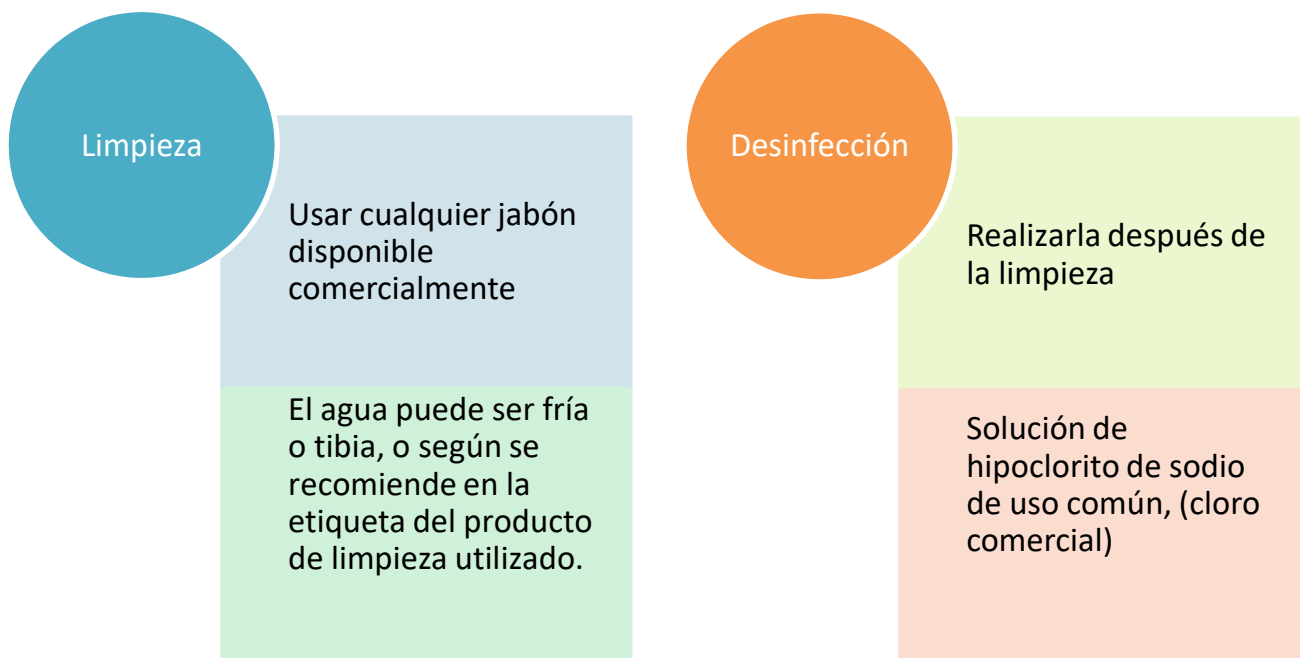 Limpieza
Usar cualquier jabón
disponible
comercialmente
El agua puede ser fría
o tibia, o según se
recomiende en la
etiqueta del producto
de limpieza utilizado.
Desinfección
Realizarla después de
la limpieza
Solución de
hipoclorito de sodio
de uso común, (cloro
comercial)